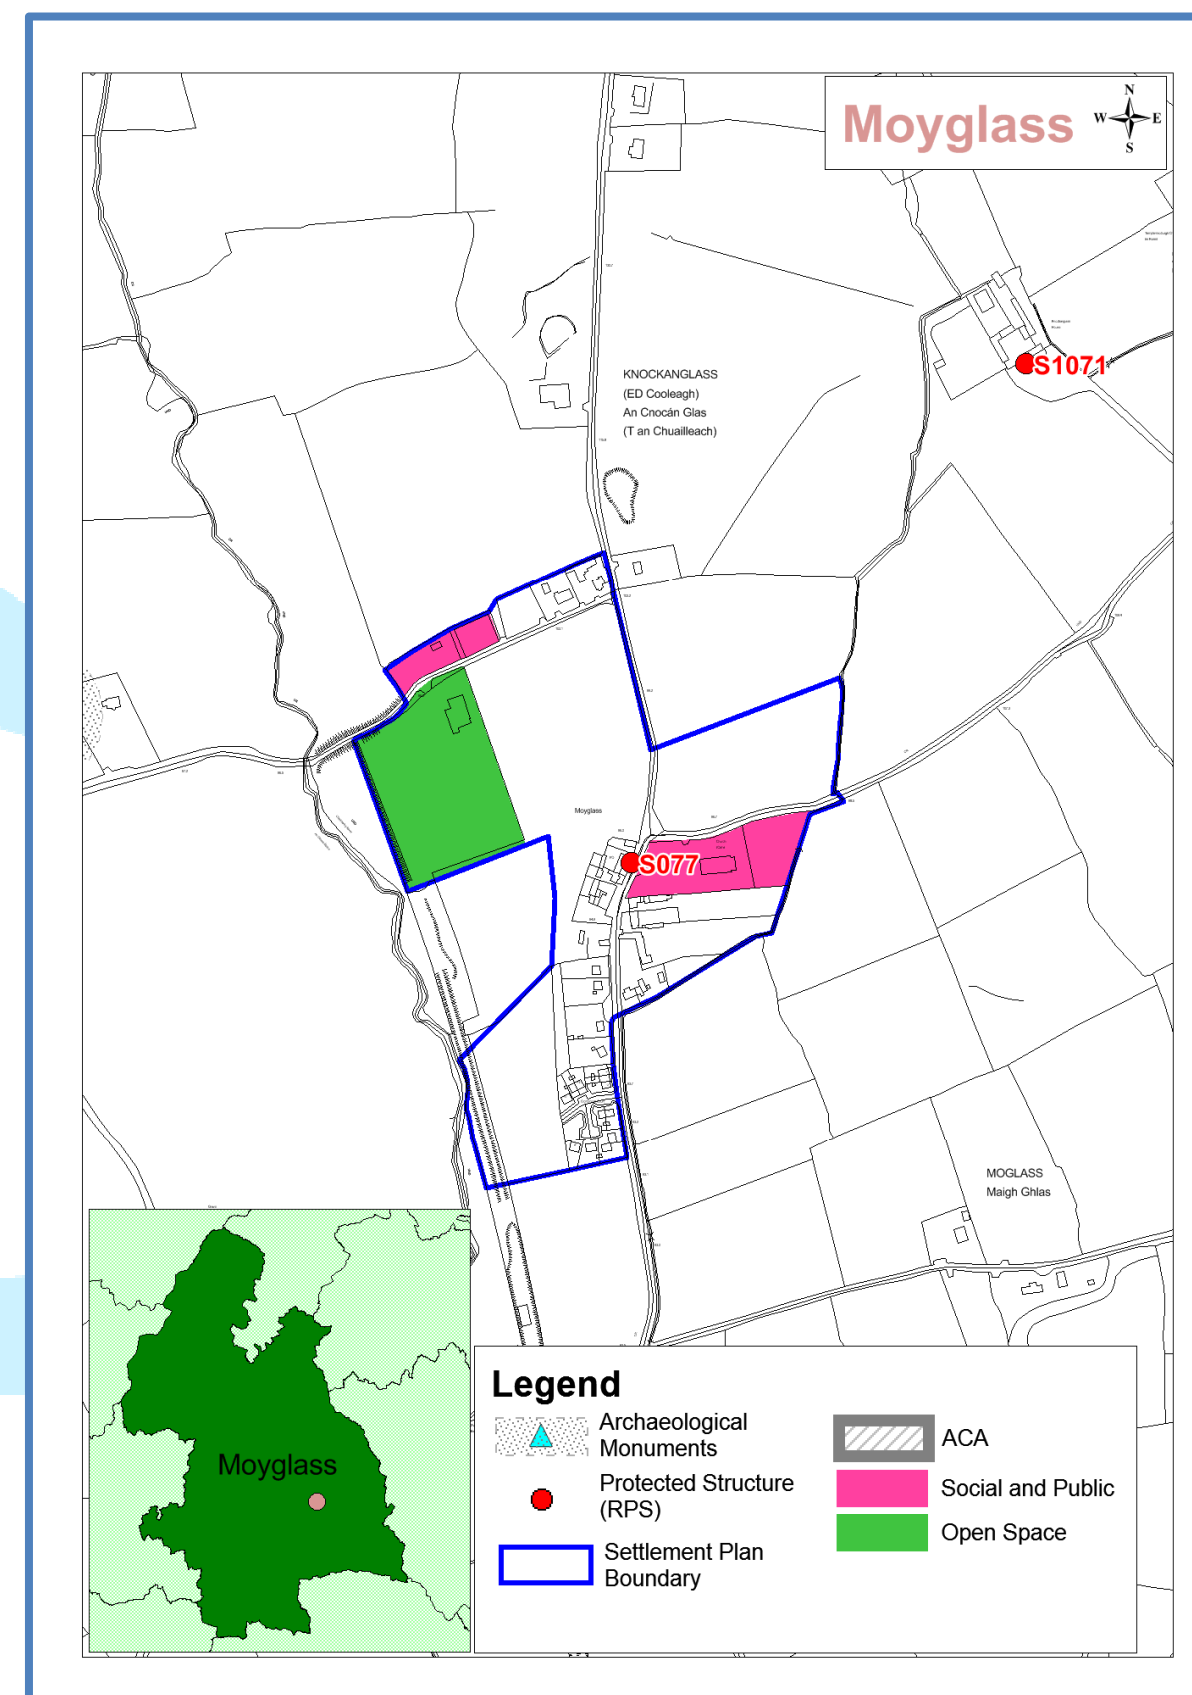 Moyglass
N
W E
S
S1071
KNOCKANGLASS
(ED Cooleagh)
An Cnocán Glas
(T an Chuailleach)
Moyglass
S077
MOGLASS
Maigh Ghlas
Moyglass
Legend
Archaeological
Monuments
Protected Structure
(RPS)
Settlement Plan
Boundary
ACA
Social and Public
Open Space